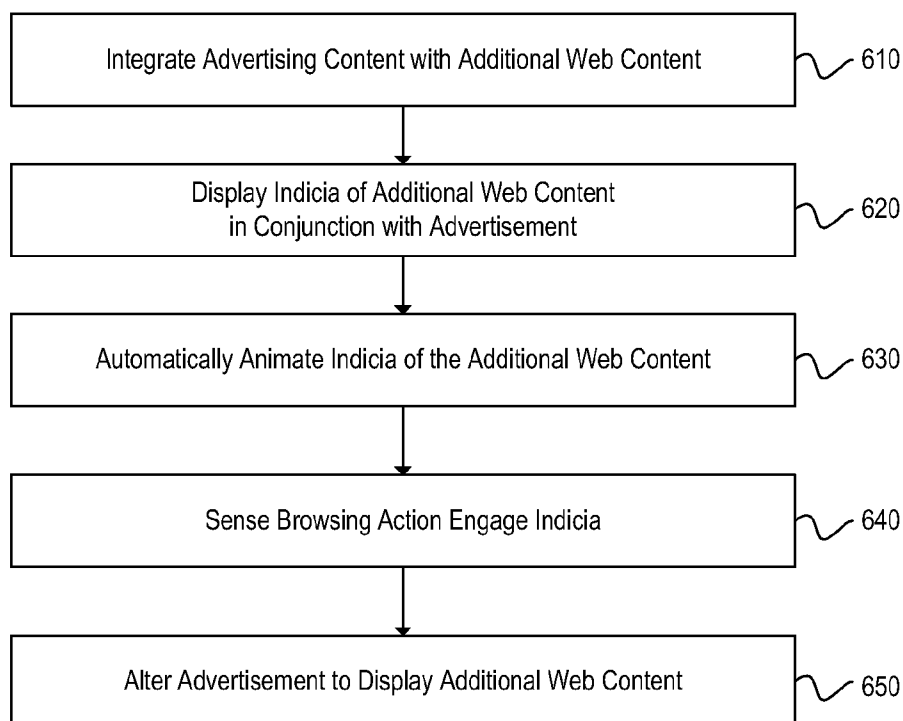 Integrate Advertising Content with Additional Web Content
610
Display Indicia of Additional Web Content
in Conjunction with Advertisement
620
Automatically Animate Indicia of the Additional Web Content
630
Sense Browsing Action Engage Indicia
640
Alter Advertisement to Display Additional Web Content
650